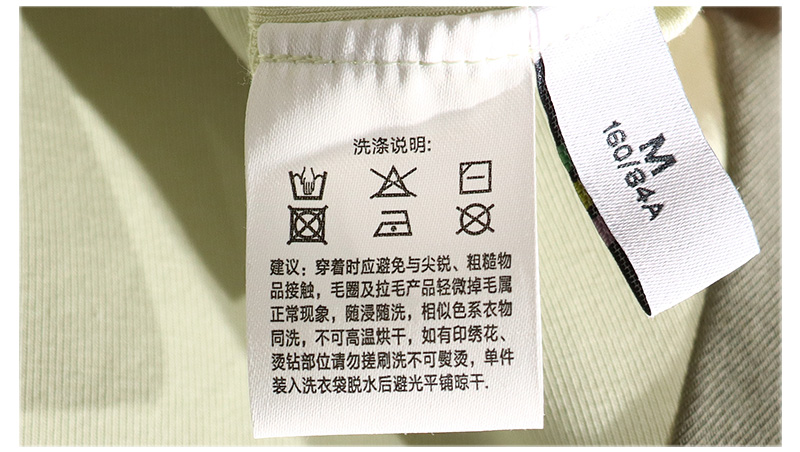 洗涤说明:
建议；穿着时应避免与尖锐、粗糙物
品接触，毛圈及拉毛产品轻微掉毛属
正常现象，随浸随洗，相似色系衣物
同洗，不可高温烘干，如有印绣花、
烫钻部位请勿搓刷洗不可熨烫，单件
装入洗衣袋脱水后避光平铺晾干.
M
160/84A